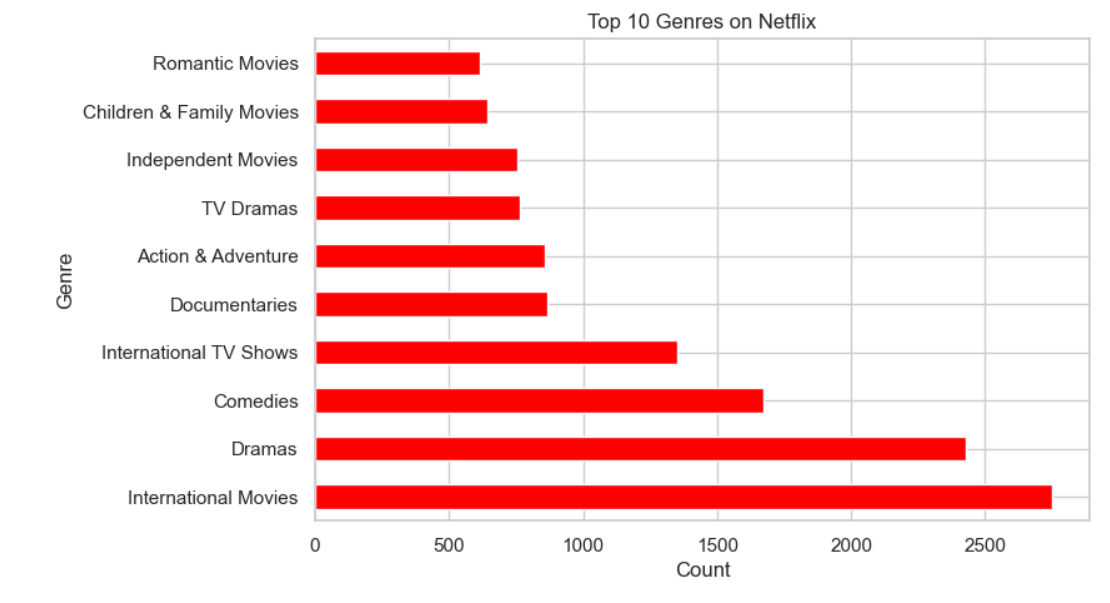 Top 10 Genres on Netflix
Genre
Romantic Movies
Children & Family Movies
Independent Movies
TV Dramas
Action & Adventure
Documentaries
International TV Shows
Comedies
Dramas
International Movies
0 500 1000 1500 2000 2500
Count